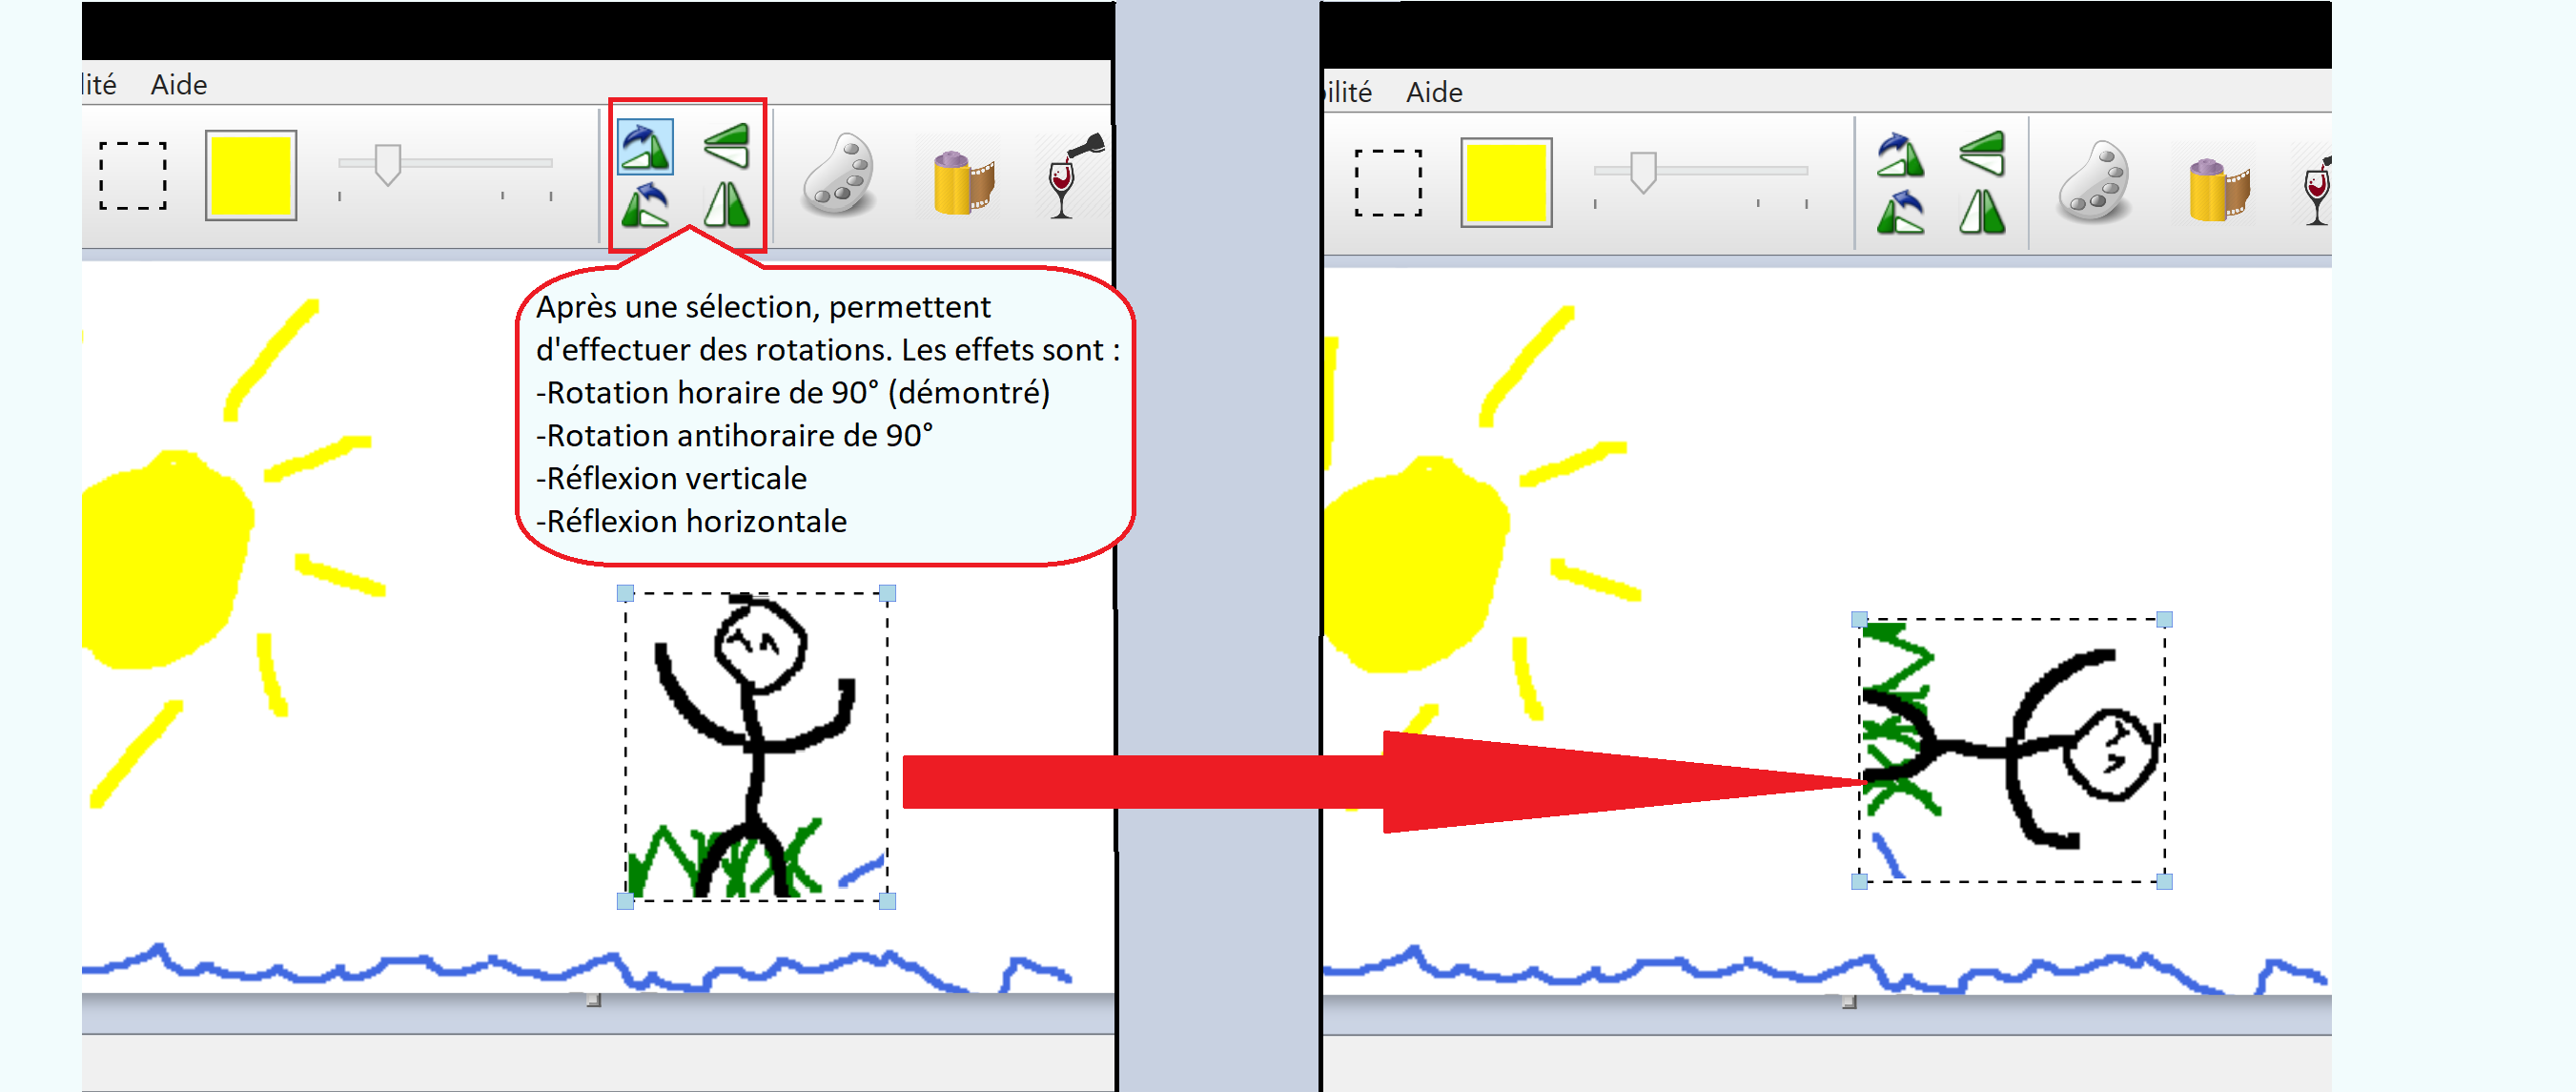 lité Aide
Après une sélection, permettent
d'effectuer des rotations. Les effets sont :
-Rotation horaire de 90° (démontré)
-Rotation antihoraire de 90°
-Réflexion verticale
-Réflexion horizontale
ilité Aide